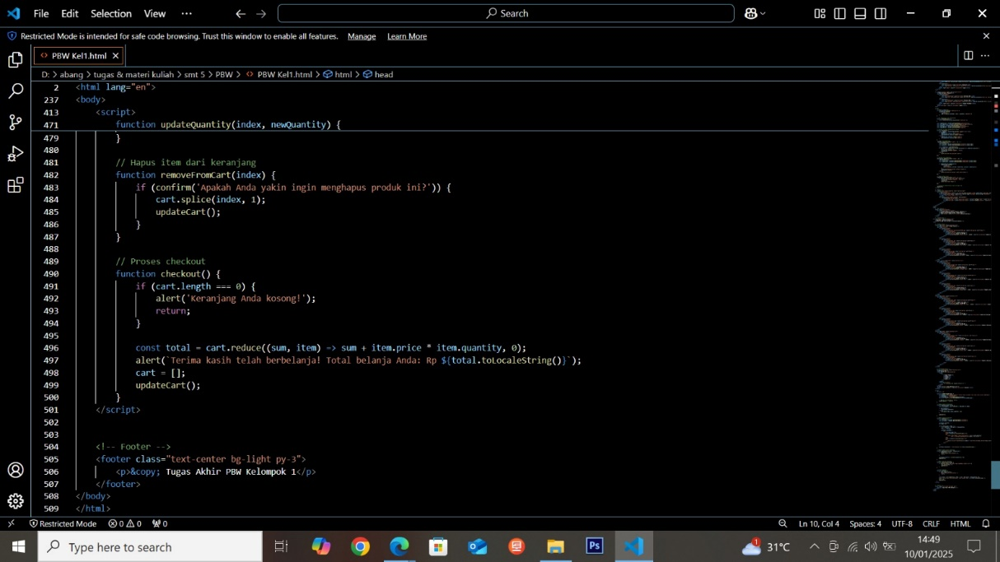 File Edit Selection View ··· Search
Restricted Mode is intended for safe code browsing. Trust this window to enable all features. Manage Learn More
PBW Kel1.html
D: > abang > tugas & materi kuliah > smt 5 > PBW > PBW Kel1.html > html > head
2 <html lang="en">
237 <body>
413 <script>
471 function updateQuantity(index, newQuantity) {
479 }
480
481 // Hapus item dari keranjang
482 function removeFromCart(index) {
483 if (confirm('Apakah Anda yakin ingin menghapus produk ini?')) {
484 cart.splice(index, 1);
485 updateCart();
486 }
487 }
488
489 // Proses checkout
490 function checkout() {
491 if (cart.length === 0) {
492 alert('Keranjang Anda kosong!');
493 return;
494 }
495
496 const total = cart.reduce((sum, item) => sum + item.price * item.quantity, 0);
497 alert(`Terima kasih telah berbelanja! Total belanja Anda: Rp ${total.toLocaleString()}`);
498 cart = [];
499 updateCart();
500 }
501 </script>
502
503
504 <!-- Footer -->
505 <footer class="text-center bg-light py-3">
506 <p>&copy; Tugas Akhir PBW Kelompok 1</p>
507 </footer>
508 </body>
509 </html>
Restricted Mode 0 0 0 Ln 10, Col 4 Spaces: 4 UTF-8 CRLF HTML
Type here to search Ps 1 31°C 14:49
10/01/2025